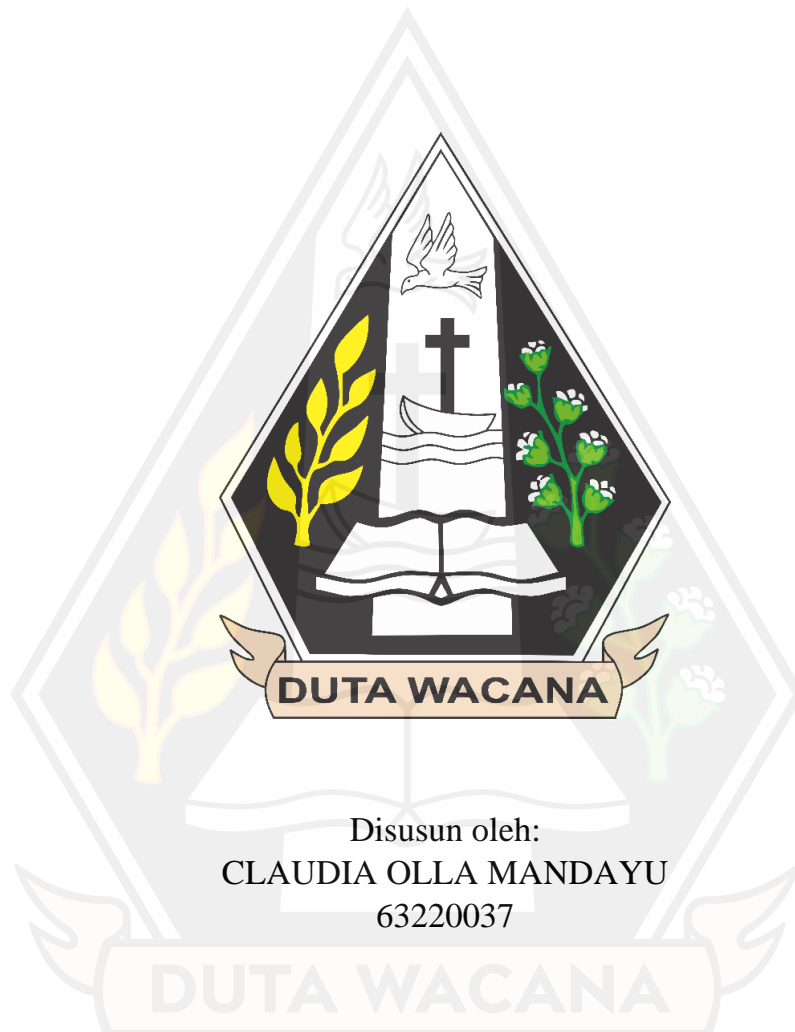 DUTA WACANA
Disusun oleh:
CLAUDIA OLLA MANDAYU
63220037
DUTA WACANA